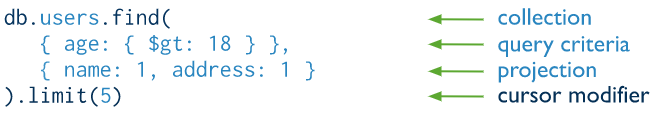 db.users.find( collection
{ age: { $gt: 18 } }, query criteria
{ name: 1, address: 1 } projection
).limit(5) cursor modifier